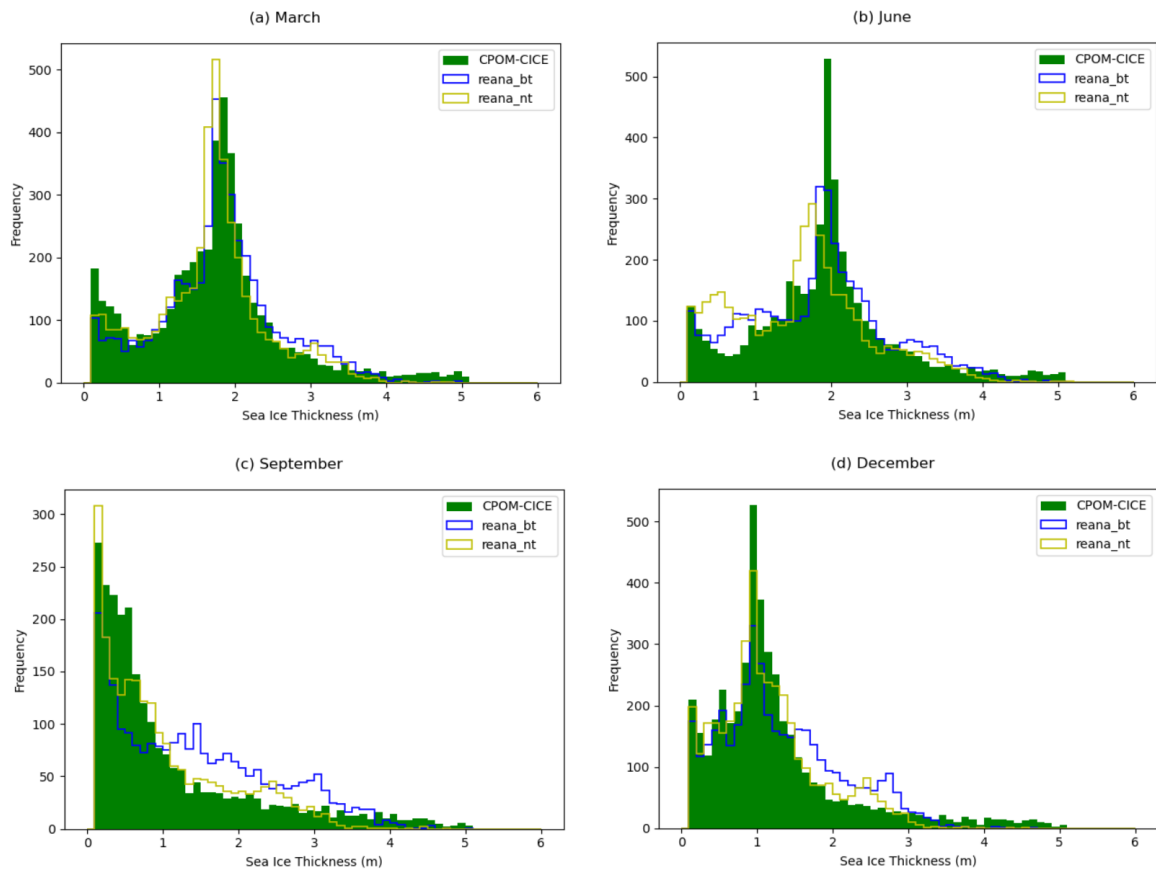 (a) March
500
400
300
200
100
0
Frequency
0 1 2 3 4 5 6
Sea Ice Thickness (m)
CPOM-CICE
reana_bt
reana_nt
(b) June
500
400
300
200
100
0
Frequency
0 1 2 3 4 5 6
Sea Ice Thickness (m)
CPOM-CICE
reana_bt
reana_nt
(c) September
300
250
200
150
100
50
0
Frequency
0 1 2 3 4 5 6
Sea Ice Thickness (m)
CPOM-CICE
reana_bt
reana_nt
(d) December
500
400
300
200
100
0
Frequency
0 1 2 3 4 5 6
Sea Ice Thickness (m)
CPOM-CICE
reana_bt
reana_nt